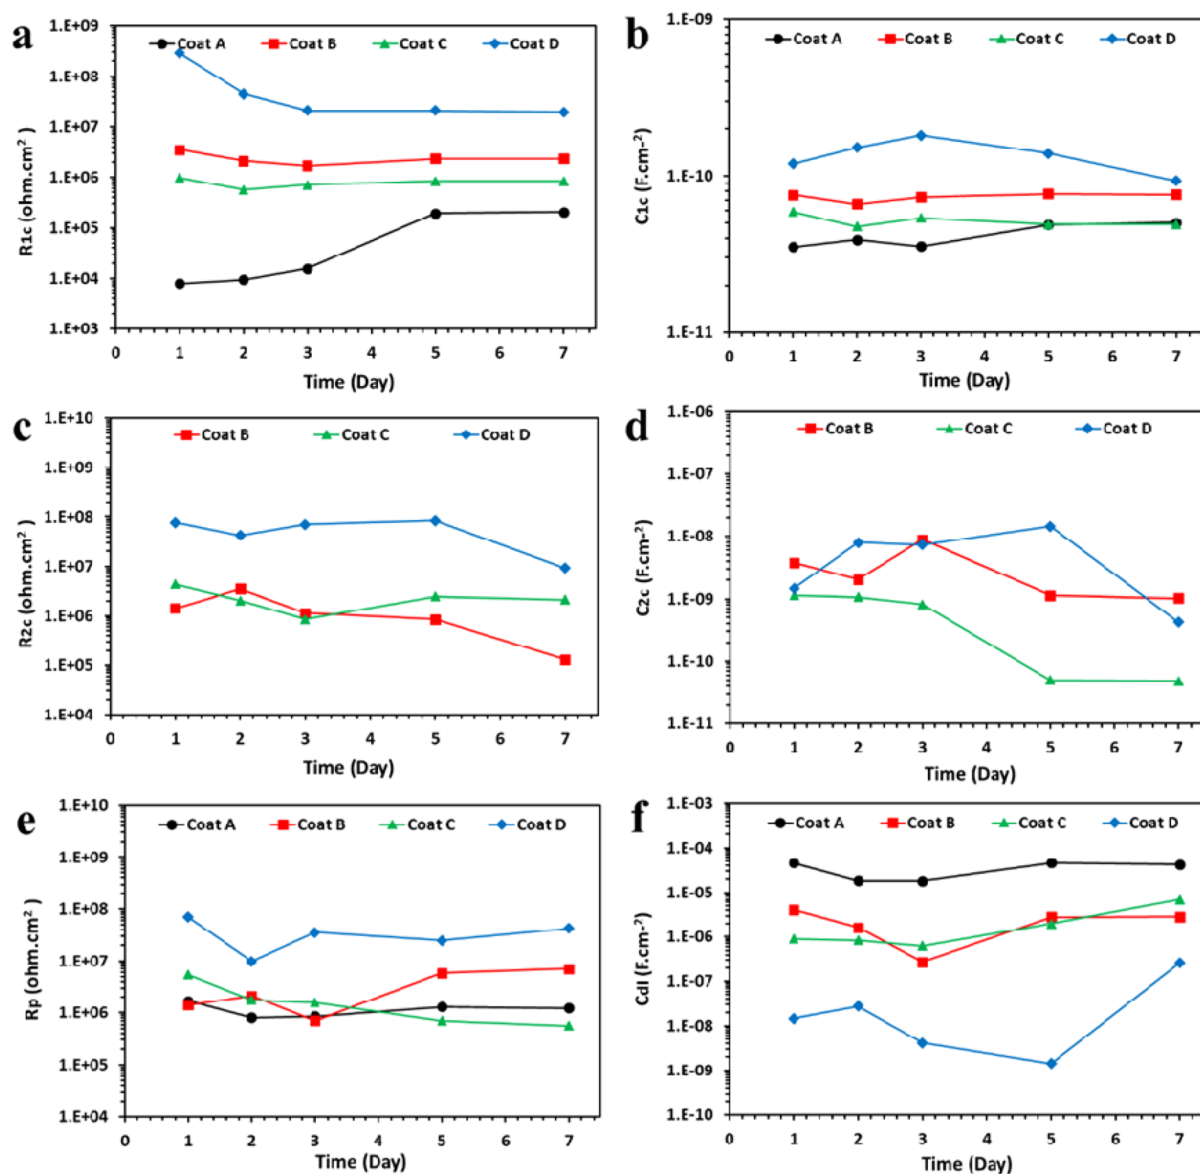 a
1.E+09
1.E+08
1.E+07
1.E+06
1.E+05
1.E+04
1.E+03
R1c (ohm.cm²)
Coat A Coat B Coat C Coat D
0 1 2 3 4 5 6 7
Time (Day)
b
1.E-09
1.E-10
1.E-11
C1c (F.cm⁻²)
Coat A Coat B Coat C Coat D
0 1 2 3 4 5 6 7
Time (Day)
c
1.E+10
1.E+09
1.E+08
1.E+07
1.E+06
1.E+05
1.E+04
R2c (ohm.cm²)
Coat B Coat C Coat D
0 1 2 3 4 5 6 7
Time (Day)
d
1.E-06
1.E-07
1.E-08
1.E-09
1.E-10
1.E-11
C2c (F.cm⁻²)
Coat B Coat C Coat D
0 1 2 3 4 5 6 7
Time (Day)
e
1.E+10
1.E+09
1.E+08
1.E+07
1.E+06
1.E+05
1.E+04
Rp (ohm.cm²)
Coat A Coat B Coat C Coat D
0 1 2 3 4 5 6 7
Time (Day)
f
1.E-03
1.E-04
1.E-05
1.E-06
1.E-07
1.E-08
1.E-09
1.E-10
Cdl (F.cm⁻²)
Coat A Coat B Coat C Coat D
0 1 2 3 4 5 6 7
Time (Day)